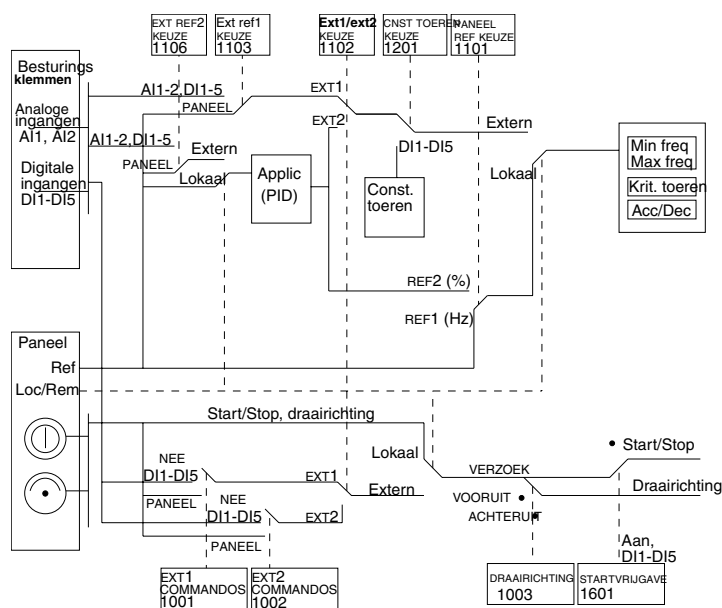 EXT REF2
KEUZE
1106
Ext ref1
KEUZE
1103
Ext1/ext2
KEUZE
1102
CNST TOEREN
KEUZE
1201
PANEEL
REF KEUZE
1101
Besturings
klemmen
Analoge
ingangen
AI1, AI2
Digitale
ingangen
DI1-DI5
AI1-2,DI1-5
PANEEL
EXT1
EXT2
AI1-2,DI1-5
PANEEL
Extern
Lokaal
Applic
(PID)
DI1-DI5
Const.
toeren
Extern
Lokaal
Min freq
Max freq
Krit. toeren
Acc/Dec
REF2 (%)
REF1 (Hz)
Paneel
Ref
Loc/Rem
Start/Stop, draairichting
NEE
DI1-DI5
PANEEL
NEE
DI1-DI5
PANEEL
EXT1
EXT2
Lokaal
Extern
VERZOEK
VOORUIT
ACHTERUIT
Start/Stop
Draairichting
Aan,
DI1-DI5
EXT1
COMMANDOS
1001
EXT2
COMMANDOS
1002
DRAAIRICHTING
1003
STARTVRIJGAVE
1601